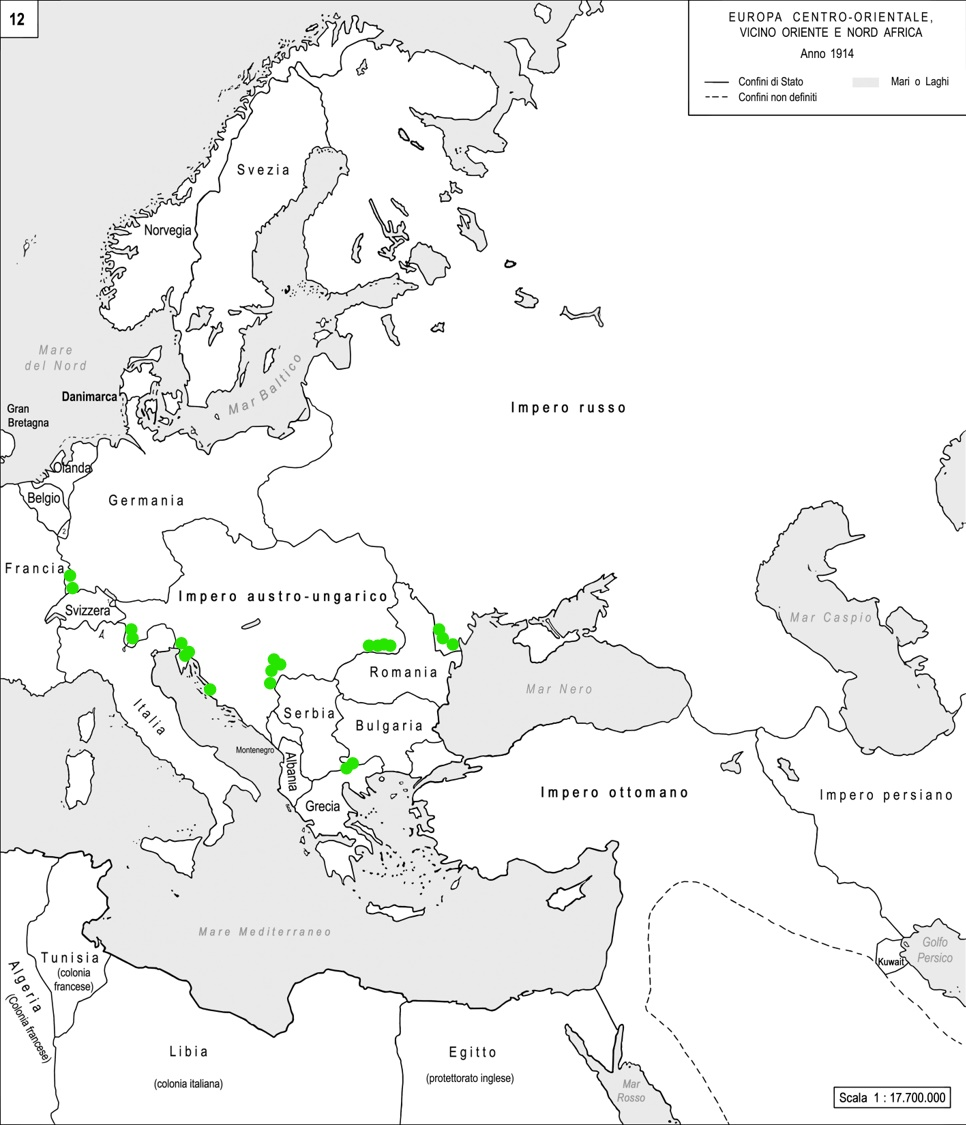 12
EUROPA CENTRO-ORIENTALE,
VICINO ORIENTE E NORD AFRICA
Anno 1914
Confini di Stato
Mari o Laghi
Confini non definiti
Svezia
Norvegia
Mare
del Nord
Mar Baltico
Danimarca
Gran
Bretagna
Impero russo
Olanda
Belgio
Germania
2
Francia
Impero austro-ungarico
Svizzera
Mar Caspio
Romania
Mar Nero
Italia
Serbia
Bulgaria
Montenegro
Albania
Impero ottomano
Impero persiano
Grecia
Mare Mediterraneo
Golfo
Persico
Kuwait
Tunisia
(colonia
francese)
Algeria
(Colonia francese)
Libia
(colonia italiana)
Egitto
(protettorato inglese)
Mar
Rosso
Scala 1 : 17.700.000